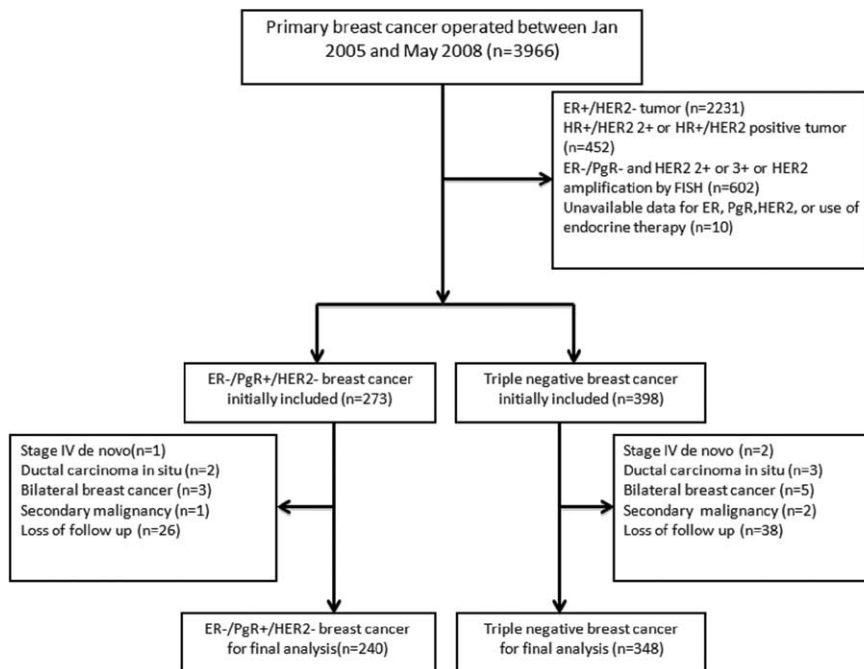 Primary breast cancer operated between Jan
2005 and May 2008 (n=3966)
ER+/HER2- tumor (n=2231)
HR+/HER2 2+ or HR+/HER2 positive tumor
(n=452)
ER-/PgR- and HER2 2+ or 3+ or HER2
amplification by FISH (n=602)
Unavailable data for ER, PgR,HER2, or use of
endocrine therapy (n=10)
ER-/PgR+/HER2- breast cancer
initially included (n=273)
Triple negative breast cancer
initially included (n=398)
Stage IV de novo(n=1)
Ductal carcinoma in situ (n=2)
Bilateral breast cancer (n=3)
Secondary malignancy (n=1)
Loss of follow up (n=26)
Stage IV de novo (n=2)
Ductal carcinoma in situ (n=3)
Bilateral breast cancer (n=5)
Secondary malignancy (n=2)
Loss of follow up (n=38)
ER-/PgR+/HER2- breast cancer
for final analysis(n=240)
Triple negative breast cancer
for final analysis (n=348)